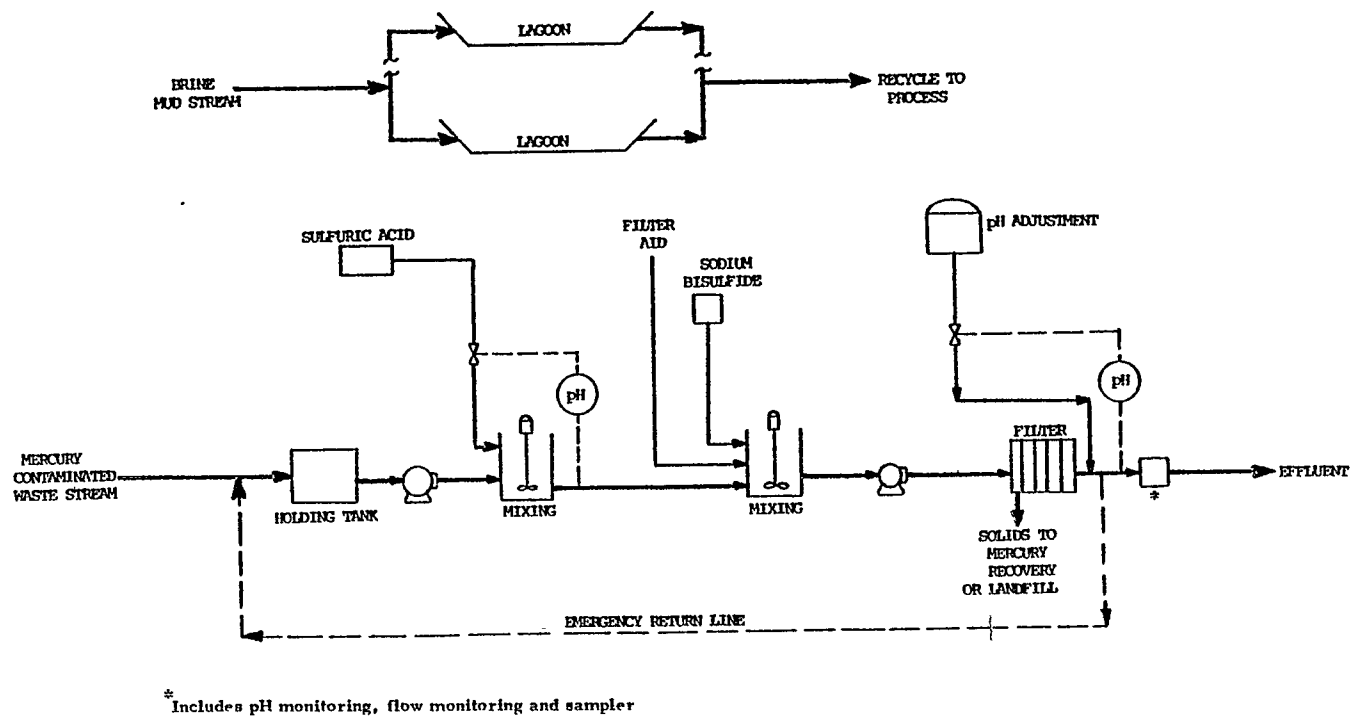 LAGOON
BRINE
MUD STREAM
RECYCLE TO
PROCESS
LAGOON
SULFURIC ACID
FILTER
AID
SODIUM
BISULFIDE
pH ADJUSTMENT
pH
pH
FILTER
MERCURY
CONTAMINATED
WASTE STREAM
HOLDING TANK
MIXING
MIXING
*
EFFLUENT
SOLIDS TO
MERCURY
RECOVERY
OR LANDFILL
EMERGENCY RETURN LINE
*Includes pH monitoring, flow monitoring and sampler